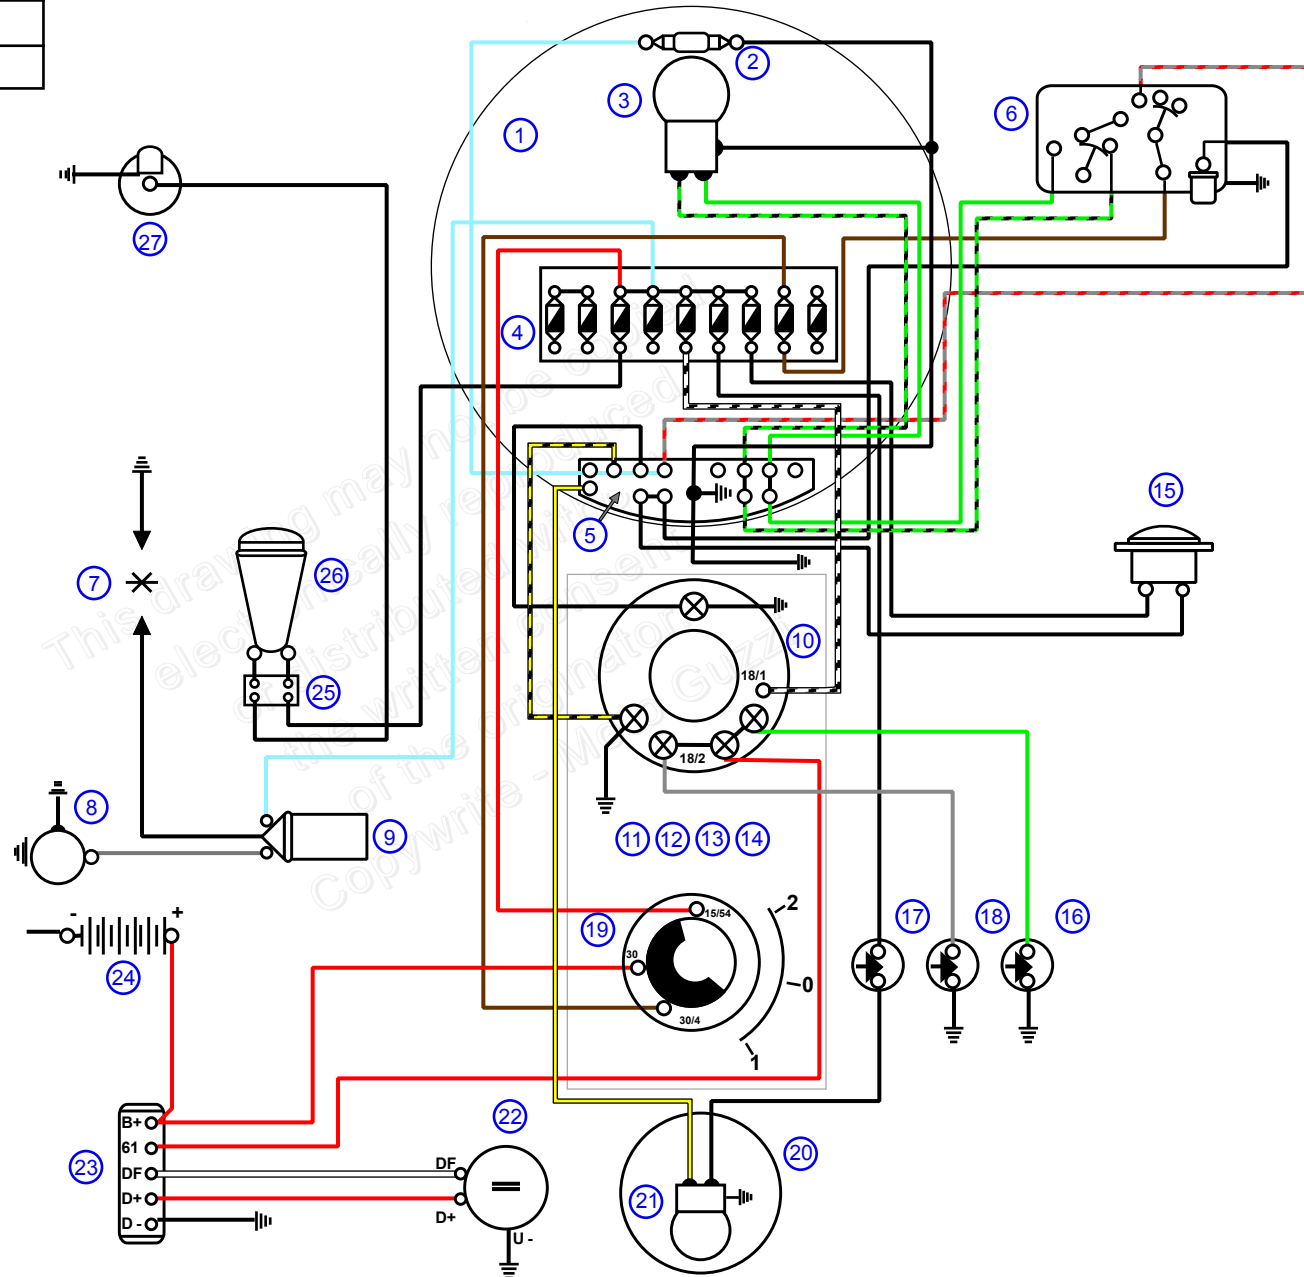 2
3
1
6
27
4
This drawing may not be copied
electronically reproduced
or distributed without
the written consent
of the originator
Copywrite - Moto Guzzi
5
15
7
26
10
18/1
25
18/2
8
9
11 12 13 14
15/54
2
19
17 18 16
30
- +
24
0
30/4
1
22
B+
61
23
DF
D+
D -
DF
D+
U -
20
21